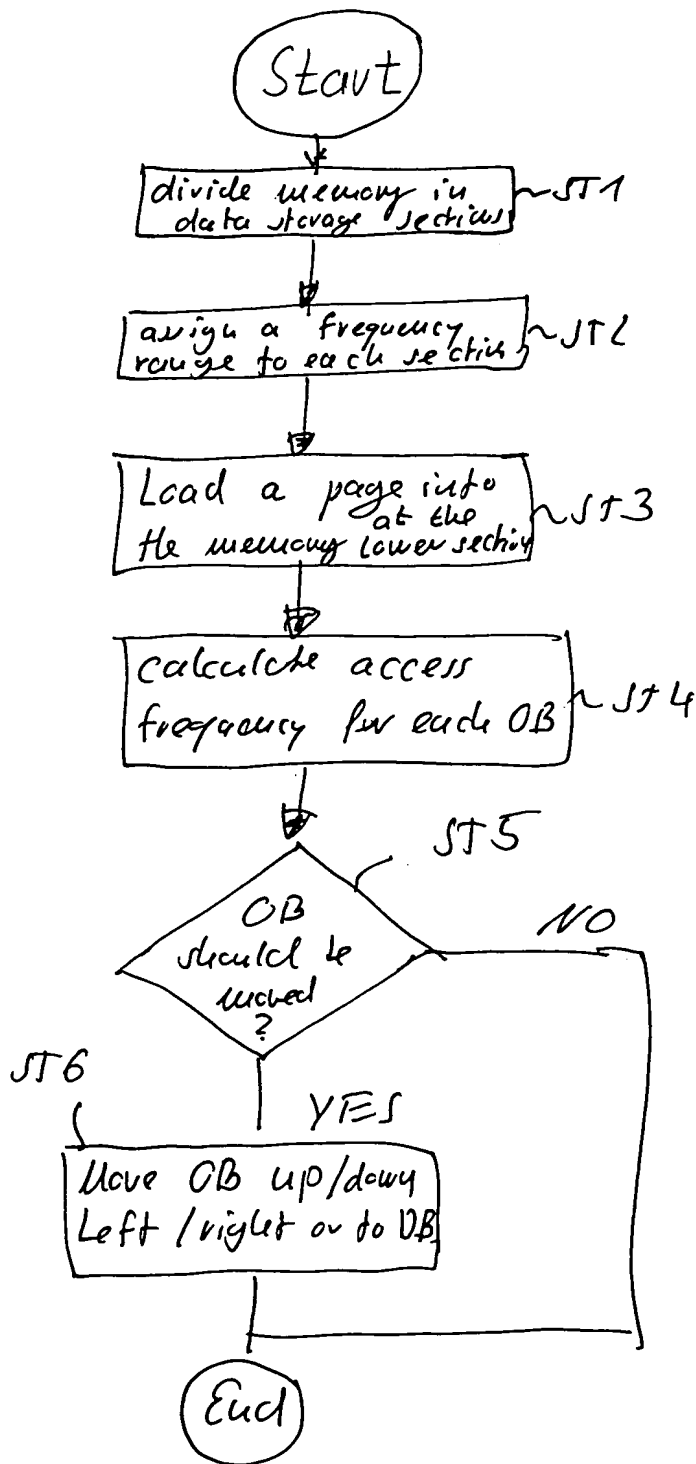 Start
divide memory in
data storage sections
ST1
assign a frequency
range to each section
ST2
Load a page into
at the
the memory lower section
ST3
calculate access
frequency for each OB
ST4
ST5
OB
should be
moved
?
NO
ST6
YES
Move OB up/down
Left/right or to DB
End